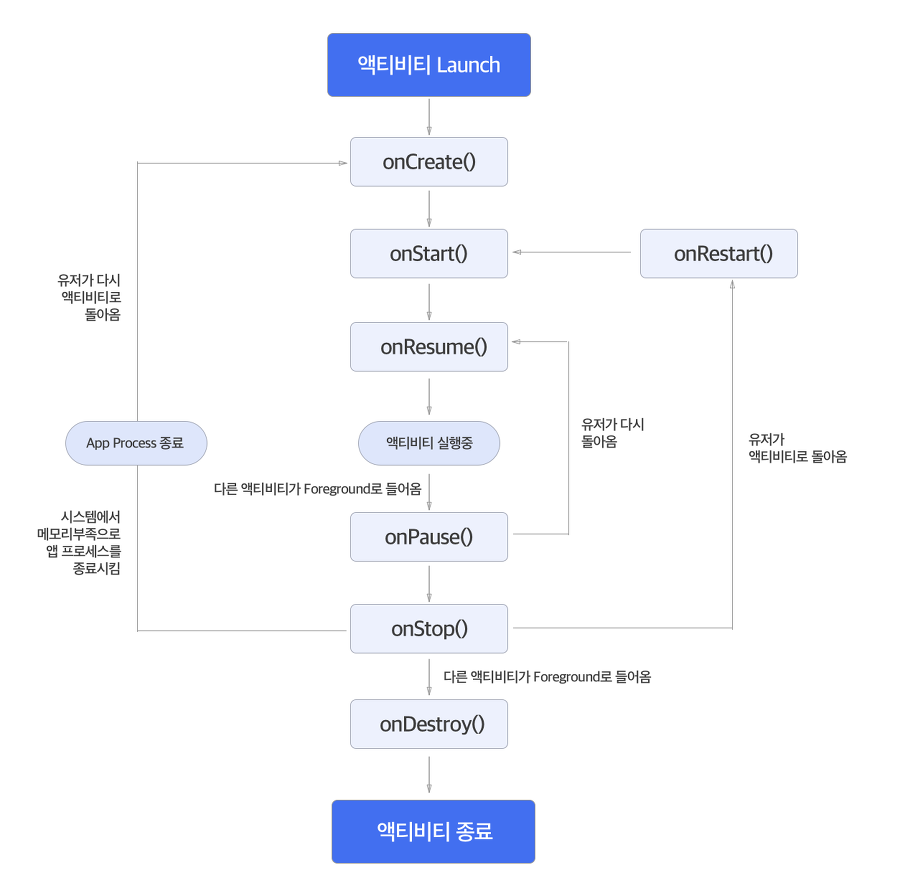 액티비티 Launch
onCreate()
onStart()
onRestart()
유저가 다시
액티비티로
돌아옴
onResume()
App Process 종료
액티비티 실행중
유저가 다시
돌아옴
유저가
액티비티로 돌아옴
다른 액티비티가 Foreground로 들어옴
시스템에서
메모리부족으로
앱 프로세스를
종료시킴
onPause()
onStop()
다른 액티비티가 Foreground로 들어옴
onDestroy()
액티비티 종료